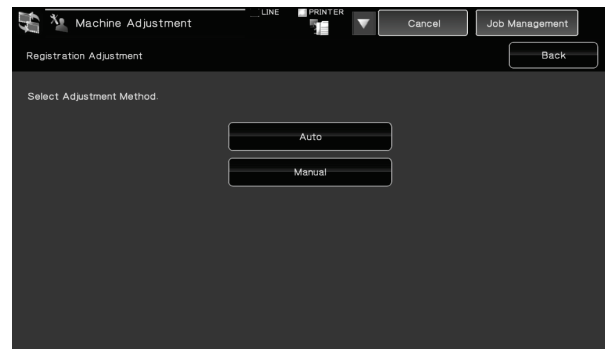 Machine Adjustment
LINE
PRINTER
Cancel
Job Management
Registration Adjustment
Back
Select Adjustment Method.
Auto
Manual